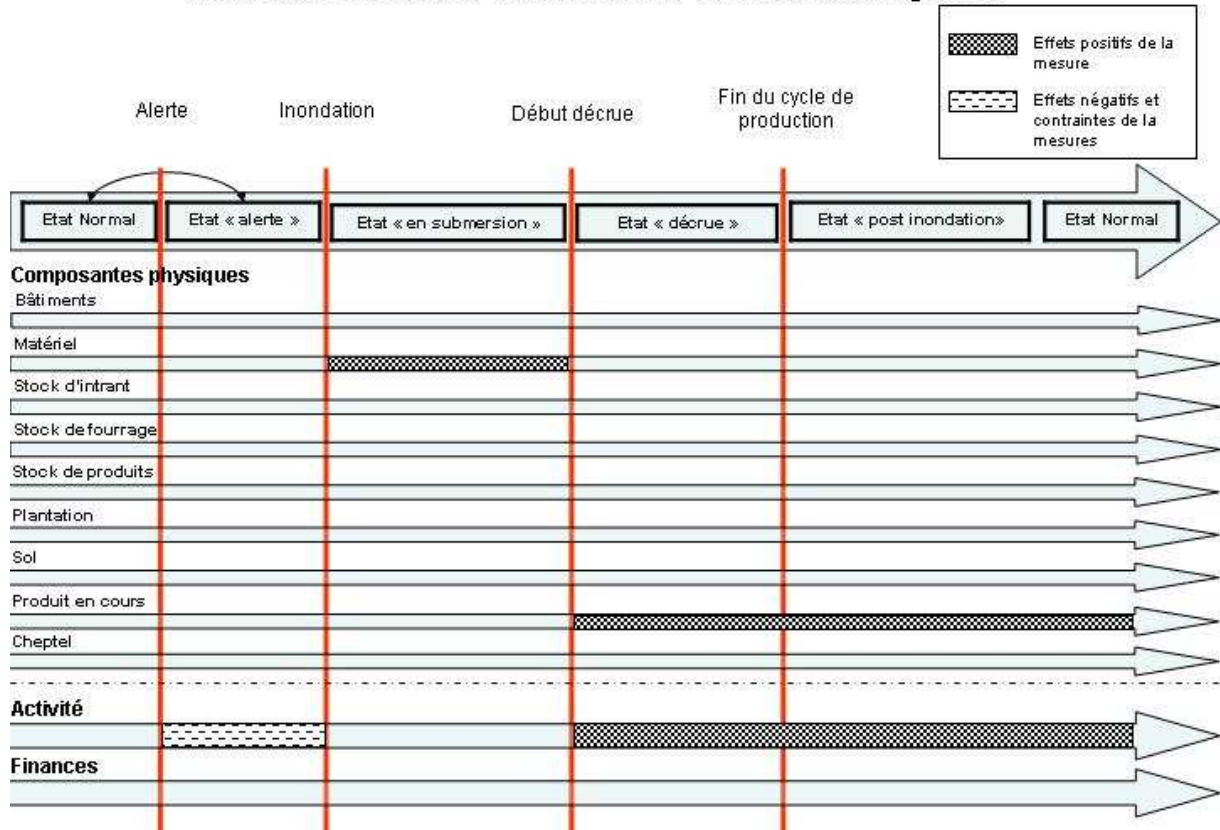 Effets positifs de la
mesure
Effets négatifs et
contraintes de la
mesures
Alerte
Inondation
Début décrue
Fin du cycle de
production
Etat Normal
Etat « alerte »
Etat « en submersion »
Etat « décrue »
Etat « post inondation»
Etat Normal
Composantes physiques
Bâtiments
Matériel
Stock d'intrant
Stock de fourrage
Stock de produits
Plantation
Sol
Produit en cours
Cheptel
Activité
Finances